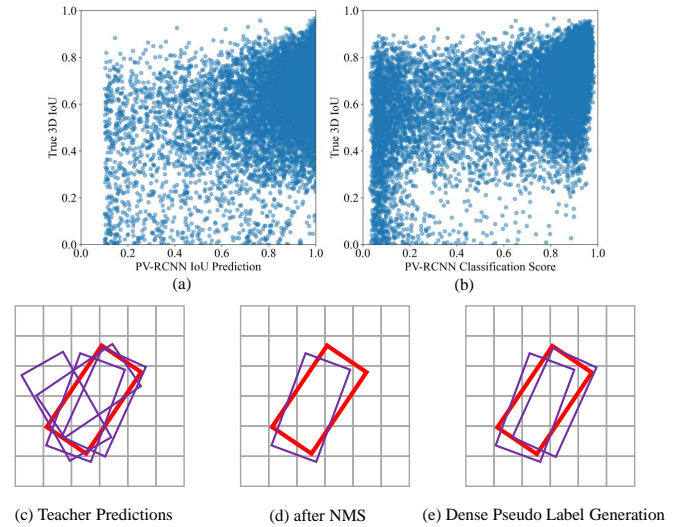 1.0
0.8
0.6
0.4
0.2
0.0
True 3D IoU
0.0 0.2 0.4 0.6 0.8 1.0
PV-RCNN IoU Prediction
(a)
1.0
0.8
0.6
0.4
0.2
0.0
True 3D IoU
0.0 0.2 0.4 0.6 0.8 1.0
PV-RCNN Classification Score
(b)
(c) Teacher Predictions
(d) after NMS
(e) Dense Pseudo Label Generation